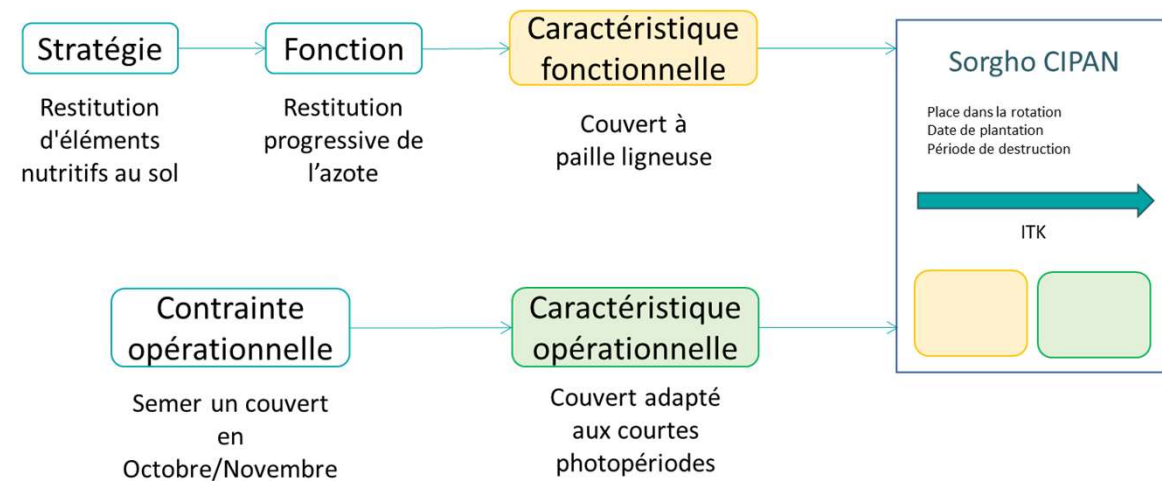 Stratégie
Restitution
d'éléments
nutritifs au sol
Fonction
Restitution
progressive de
l’azote
Caractéristique
fonctionnelle
Couvert à
paille ligneuse
Sorgho CIPAN
Place dans la rotation
Date de plantation
Période de destruction
ITK
Contrainte
opérationnelle
Semer un couvert
en
Octobre/Novembre
Caractéristique
opérationnelle
Couvert adapté
aux courtes
photopériodes